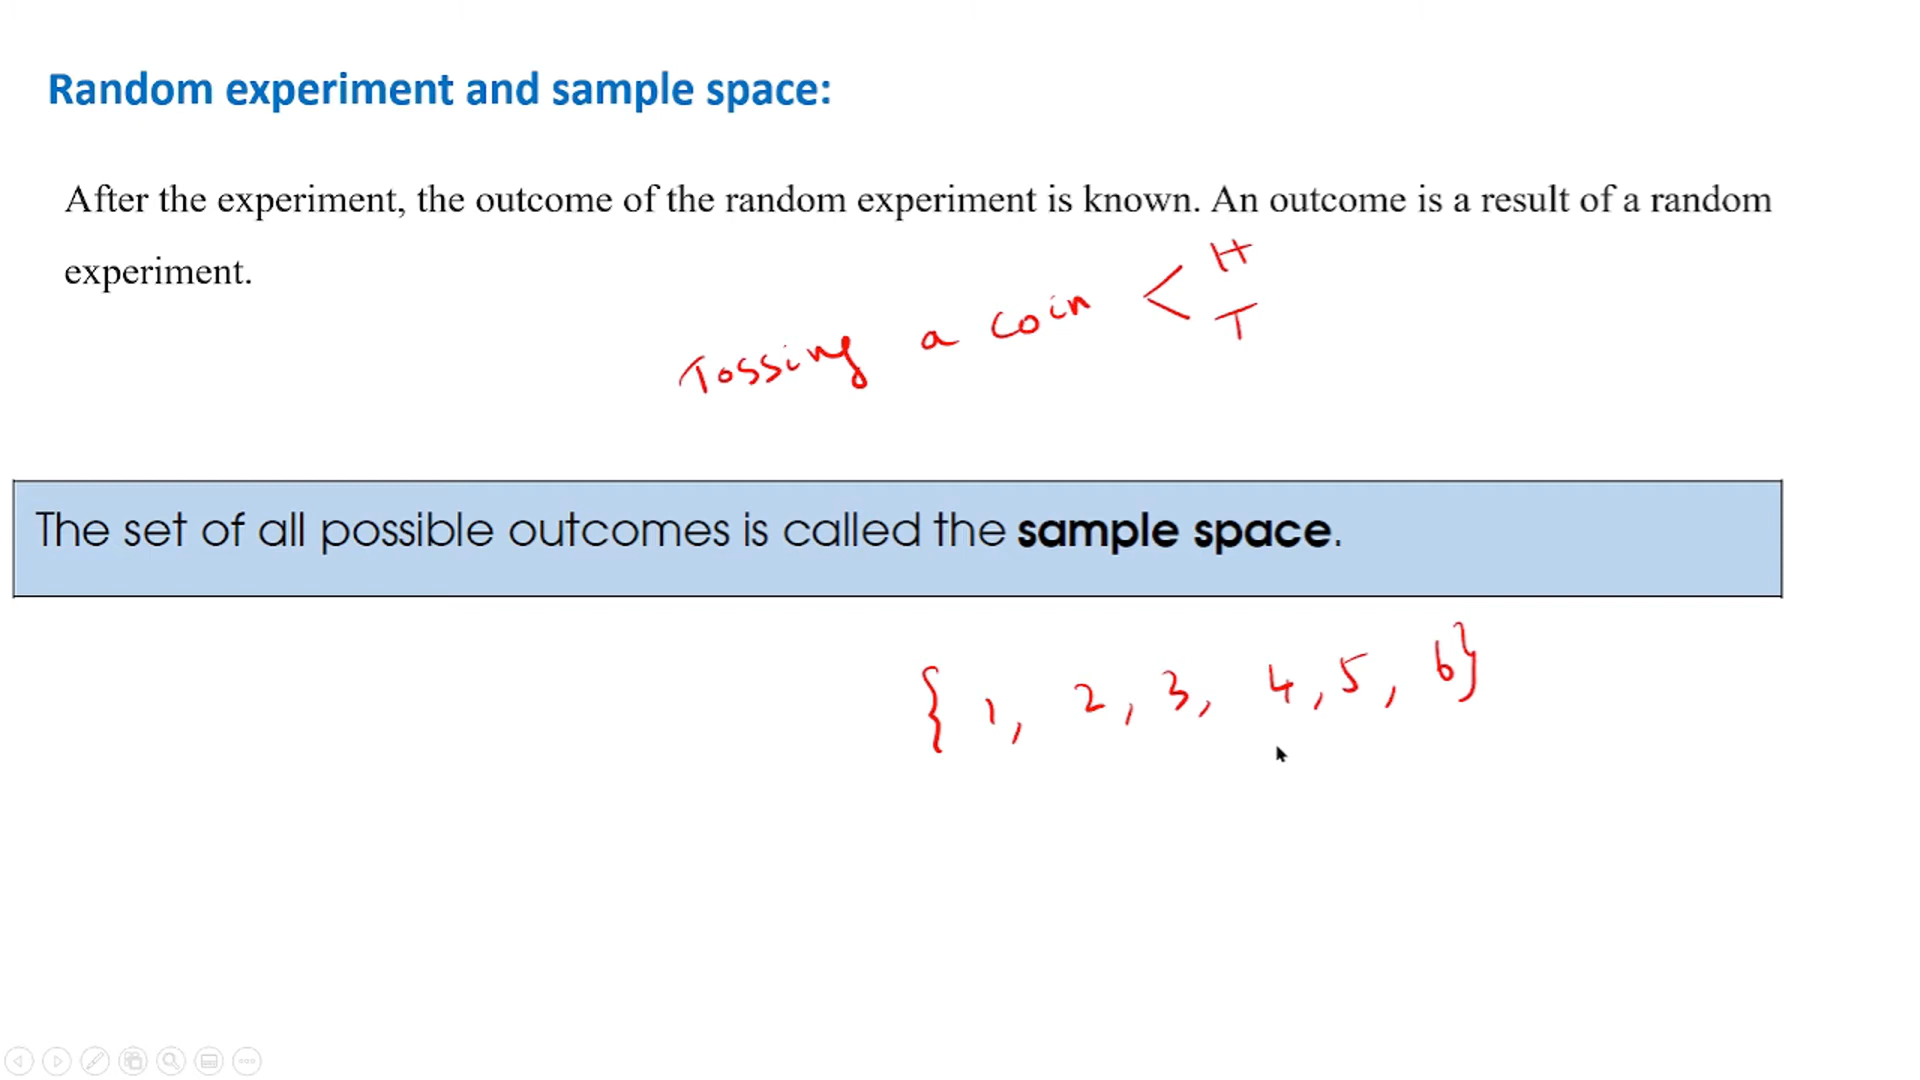 Random experiment and sample space:
After the experiment, the outcome of the random experiment is known. An outcome is a result of a random
experiment.
Tossing a coin < H
T
The set of all possible outcomes is called the sample space.
{ 1, 2, 3, 4, 5, 6}